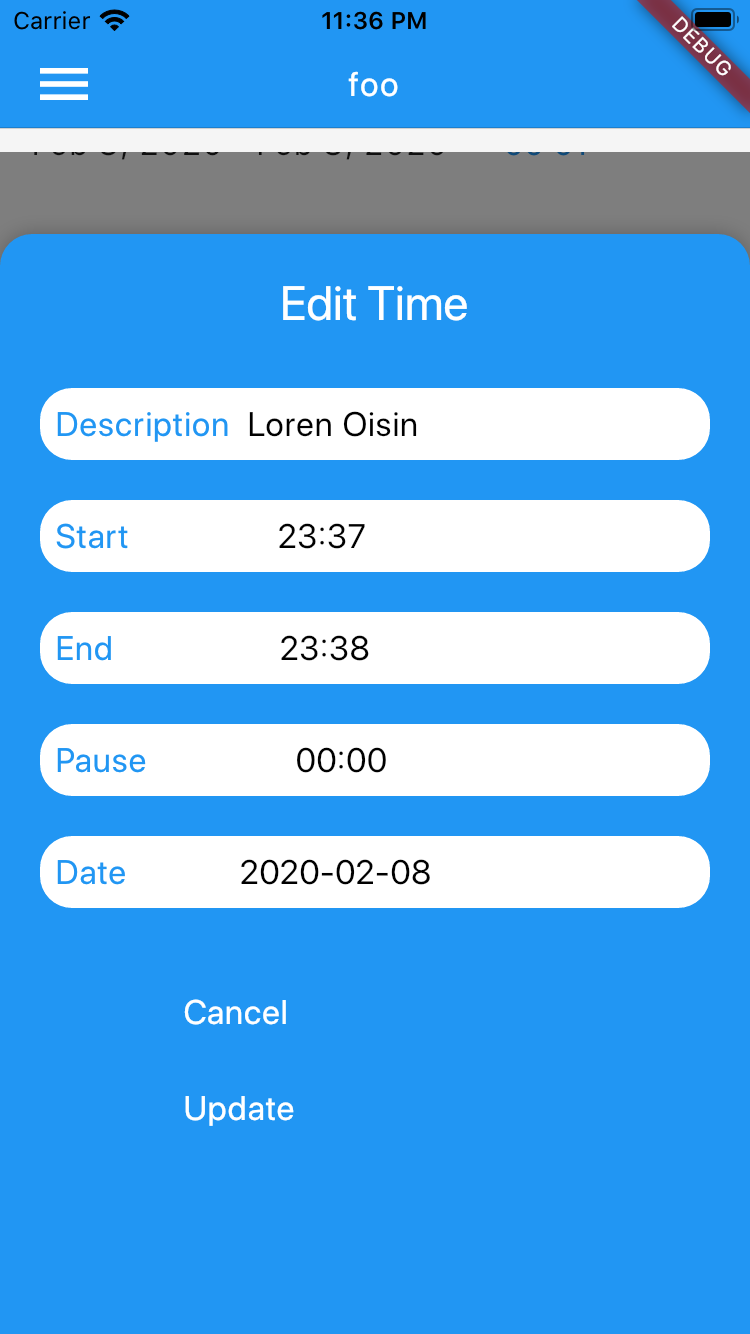 Carrier 11:36 PM
DEBUG
foo
Edit Time
Description Loren Oisin
Start 23:37
End 23:38
Pause 00:00
Date 2020-02-08
Cancel
Update